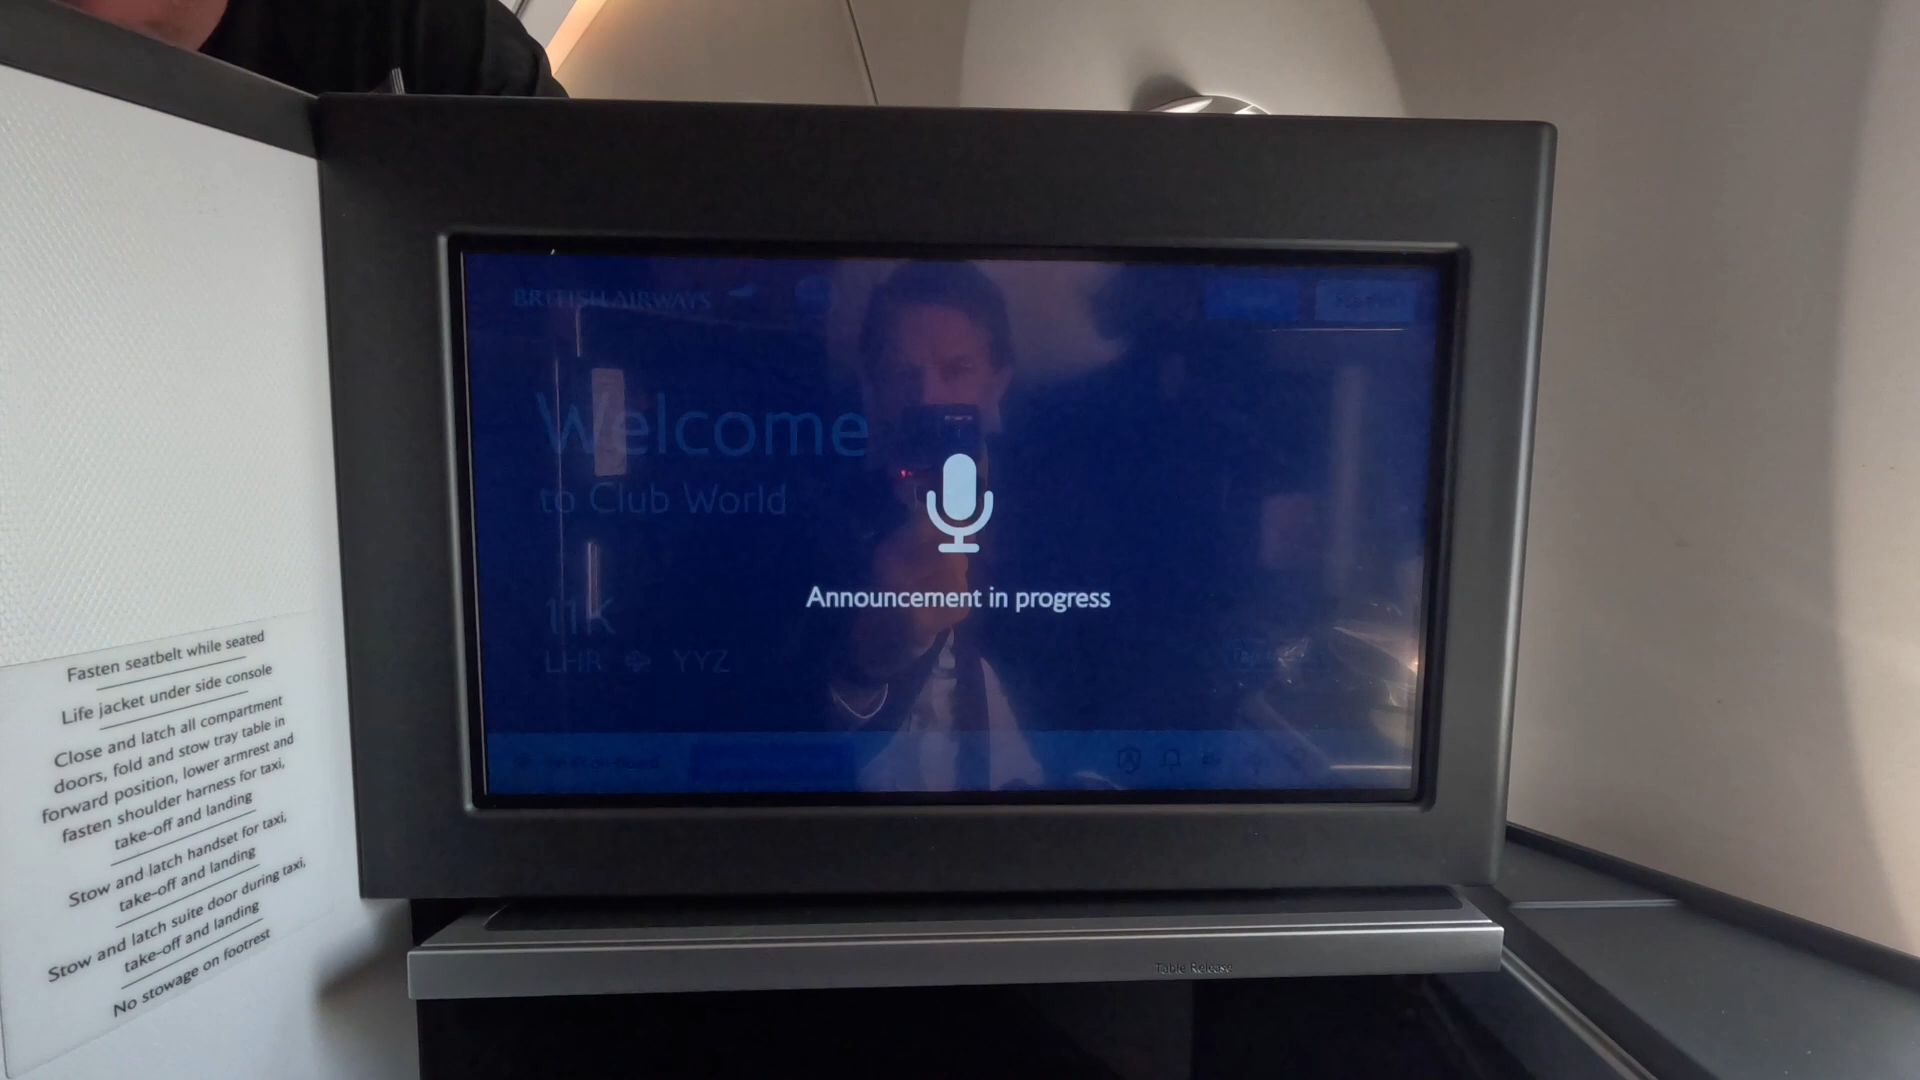 BRITISH AIRWAYS
Welcome
to Club World
Announcement in progress
11K
LHR YYZ
Fasten seatbelt while seated
Life jacket under side console
Close and latch all compartment
doors, fold and stow tray table in
forward position, lower armrest and
fasten shoulder harness for taxi,
take-off and landing
Stow and latch handset for taxi,
take-off and landing
Stow and latch suite door during taxi,
take-off and landing
No stowage on footrest
Table Release